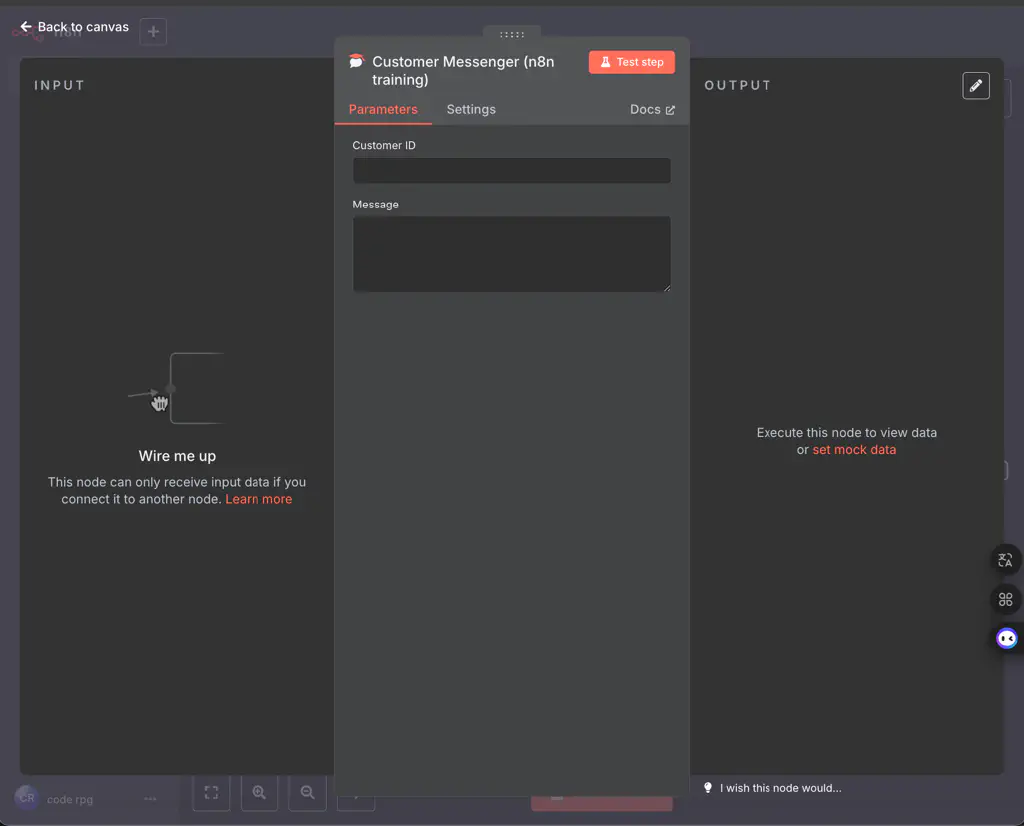 Back to canvas
n8n
INPUT
Customer Messenger (n8n
training)
Test step
Parameters
Settings
Docs
OUTPUT
Customer ID
Message
Wire me up
This node can only receive input data if you
connect it to another node. Learn more
Execute this node to view data
or set mock data
CR
code rpg
I wish this node would...